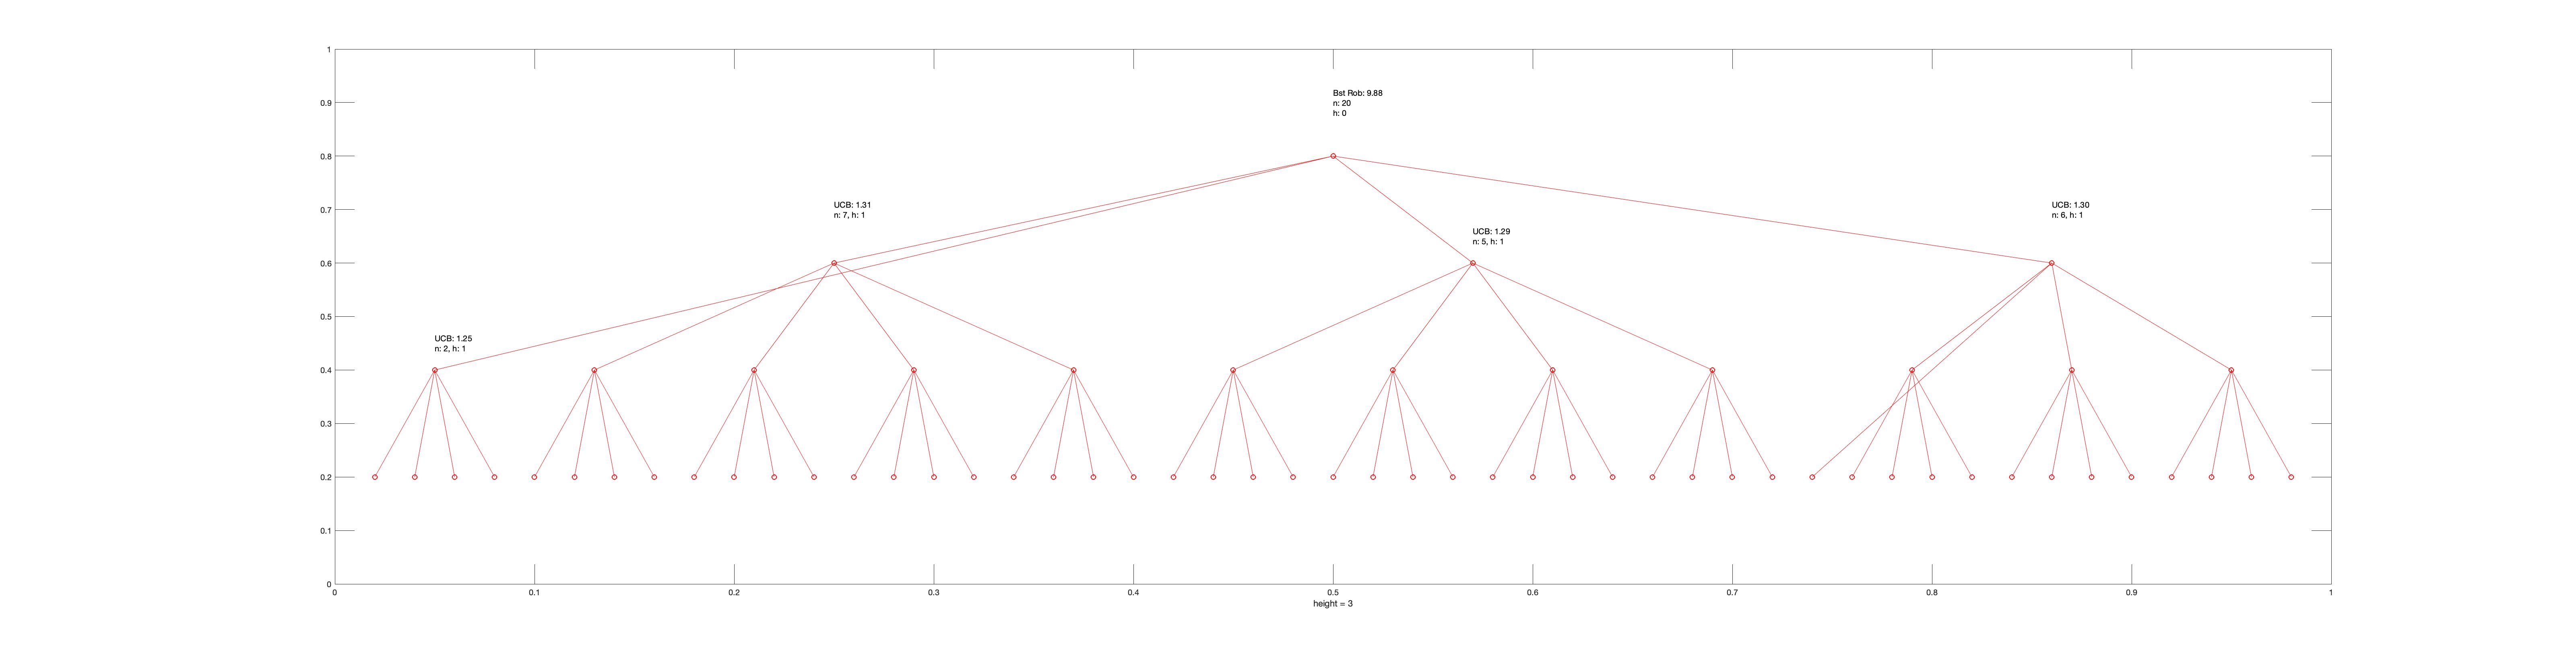 1
0.9
0.8
0.7
0.6
0.5
0.4
0.3
0.2
0.1
0
Bst Rob: 9.88
n: 20
h: 0
UCB: 1.31
n: 7, h: 1
UCB: 1.30
n: 6, h: 1
UCB: 1.29
n: 5, h: 1
UCB: 1.25
n: 2, h: 1
0 0.1 0.2 0.3 0.4 0.5 0.6 0.7 0.8 0.9 1
height = 3